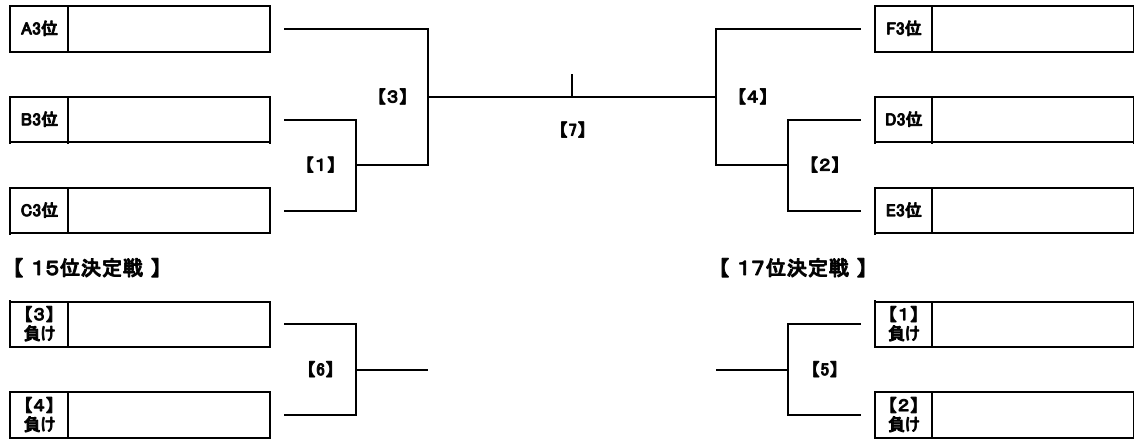 A3位
F3位
【3】
【4】
B3位
D3位
【7】
【1】
【2】
C3位
E3位
【 15位決定戦 】
【 17位決定戦 】
【3】
負け
【1】
負け
【6】
【5】
【4】
負け
【2】
負け